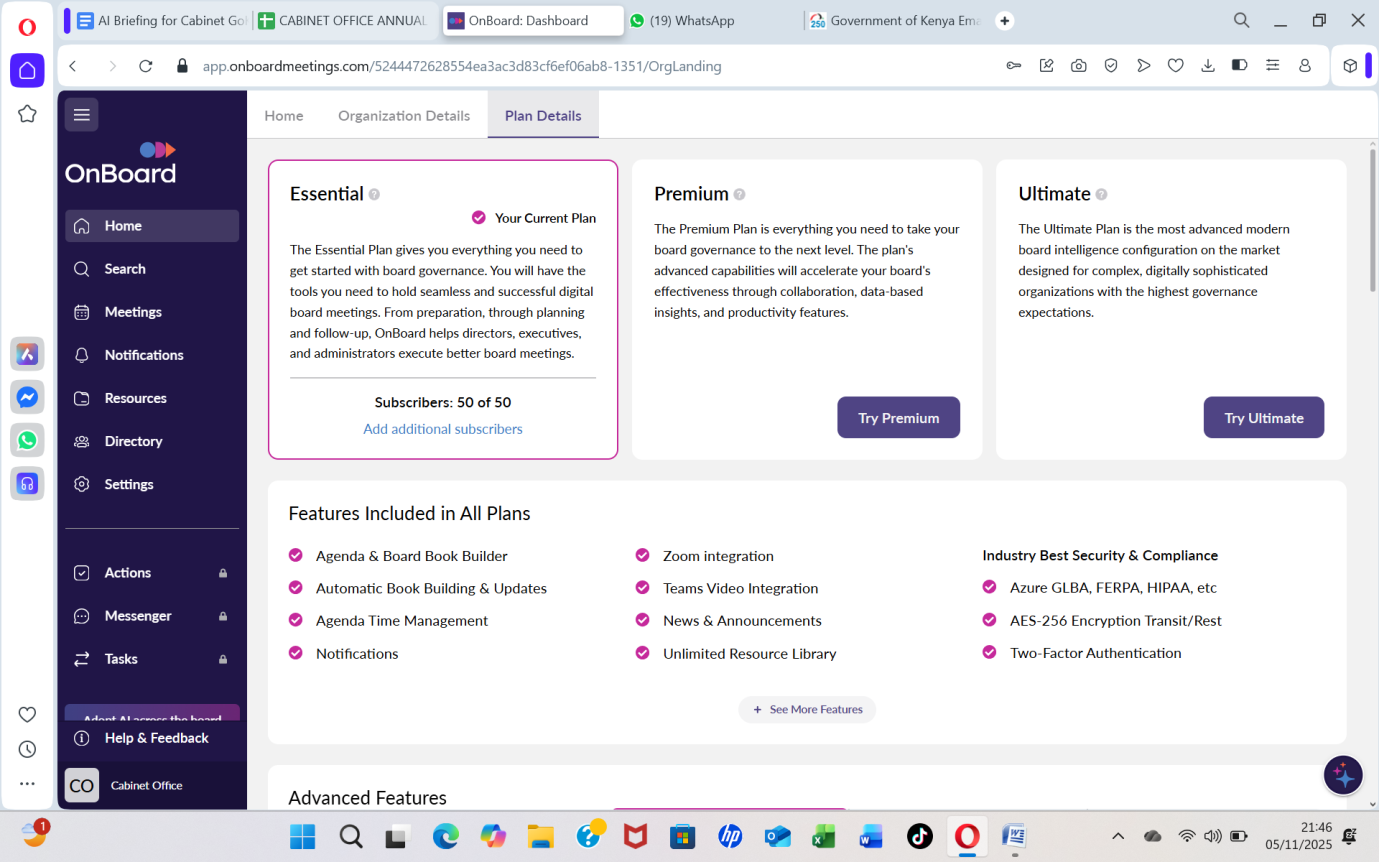 AI Briefing for Cabinet Go
CABINET OFFICE ANNUAL
OnBoard: Dashboard
(19) WhatsApp
250
Government of Kenya Ema
app.onboardmeetings.com/5244472628554ea3ac3d83cf6ef06ab8-1351/OrgLanding
OnBoard
Home
Search
Meetings
Notifications
Resources
Directory
Settings
Actions
Messenger
Tasks
Adopt AI across the board
Help & Feedback
CO
Cabinet Office
Home
Organization Details
Plan Details
Essential
?
Your Current Plan
The Essential Plan gives you everything you need to
get started with board governance. You will have the
tools you need to hold seamless and successful digital
board meetings. From preparation, through planning
and follow-up, OnBoard helps directors, executives,
and administrators execute better board meetings.
Subscribers: 50 of 50
Add additional subscribers
Premium
?
The Premium Plan is everything you need to take your
board governance to the next level. The plan's
advanced capabilities will accelerate your board's
effectiveness through collaboration, data-based
insights, and productivity features.
Try Premium
Ultimate
?
The Ultimate Plan is the most advanced modern
board intelligence configuration on the market
designed for complex, digitally sophisticated
organizations with the highest governance
expectations.
Try Ultimate
Features Included in All Plans
Agenda & Board Book Builder
Automatic Book Building & Updates
Agenda Time Management
Notifications
Zoom integration
Teams Video Integration
News & Announcements
Unlimited Resource Library
Industry Best Security & Compliance
Azure GLBA, FERPA, HIPAA, etc
AES-256 Encryption Transit/Rest
Two-Factor Authentication
+ See More Features
Advanced Features
1
21:46
05/11/2025